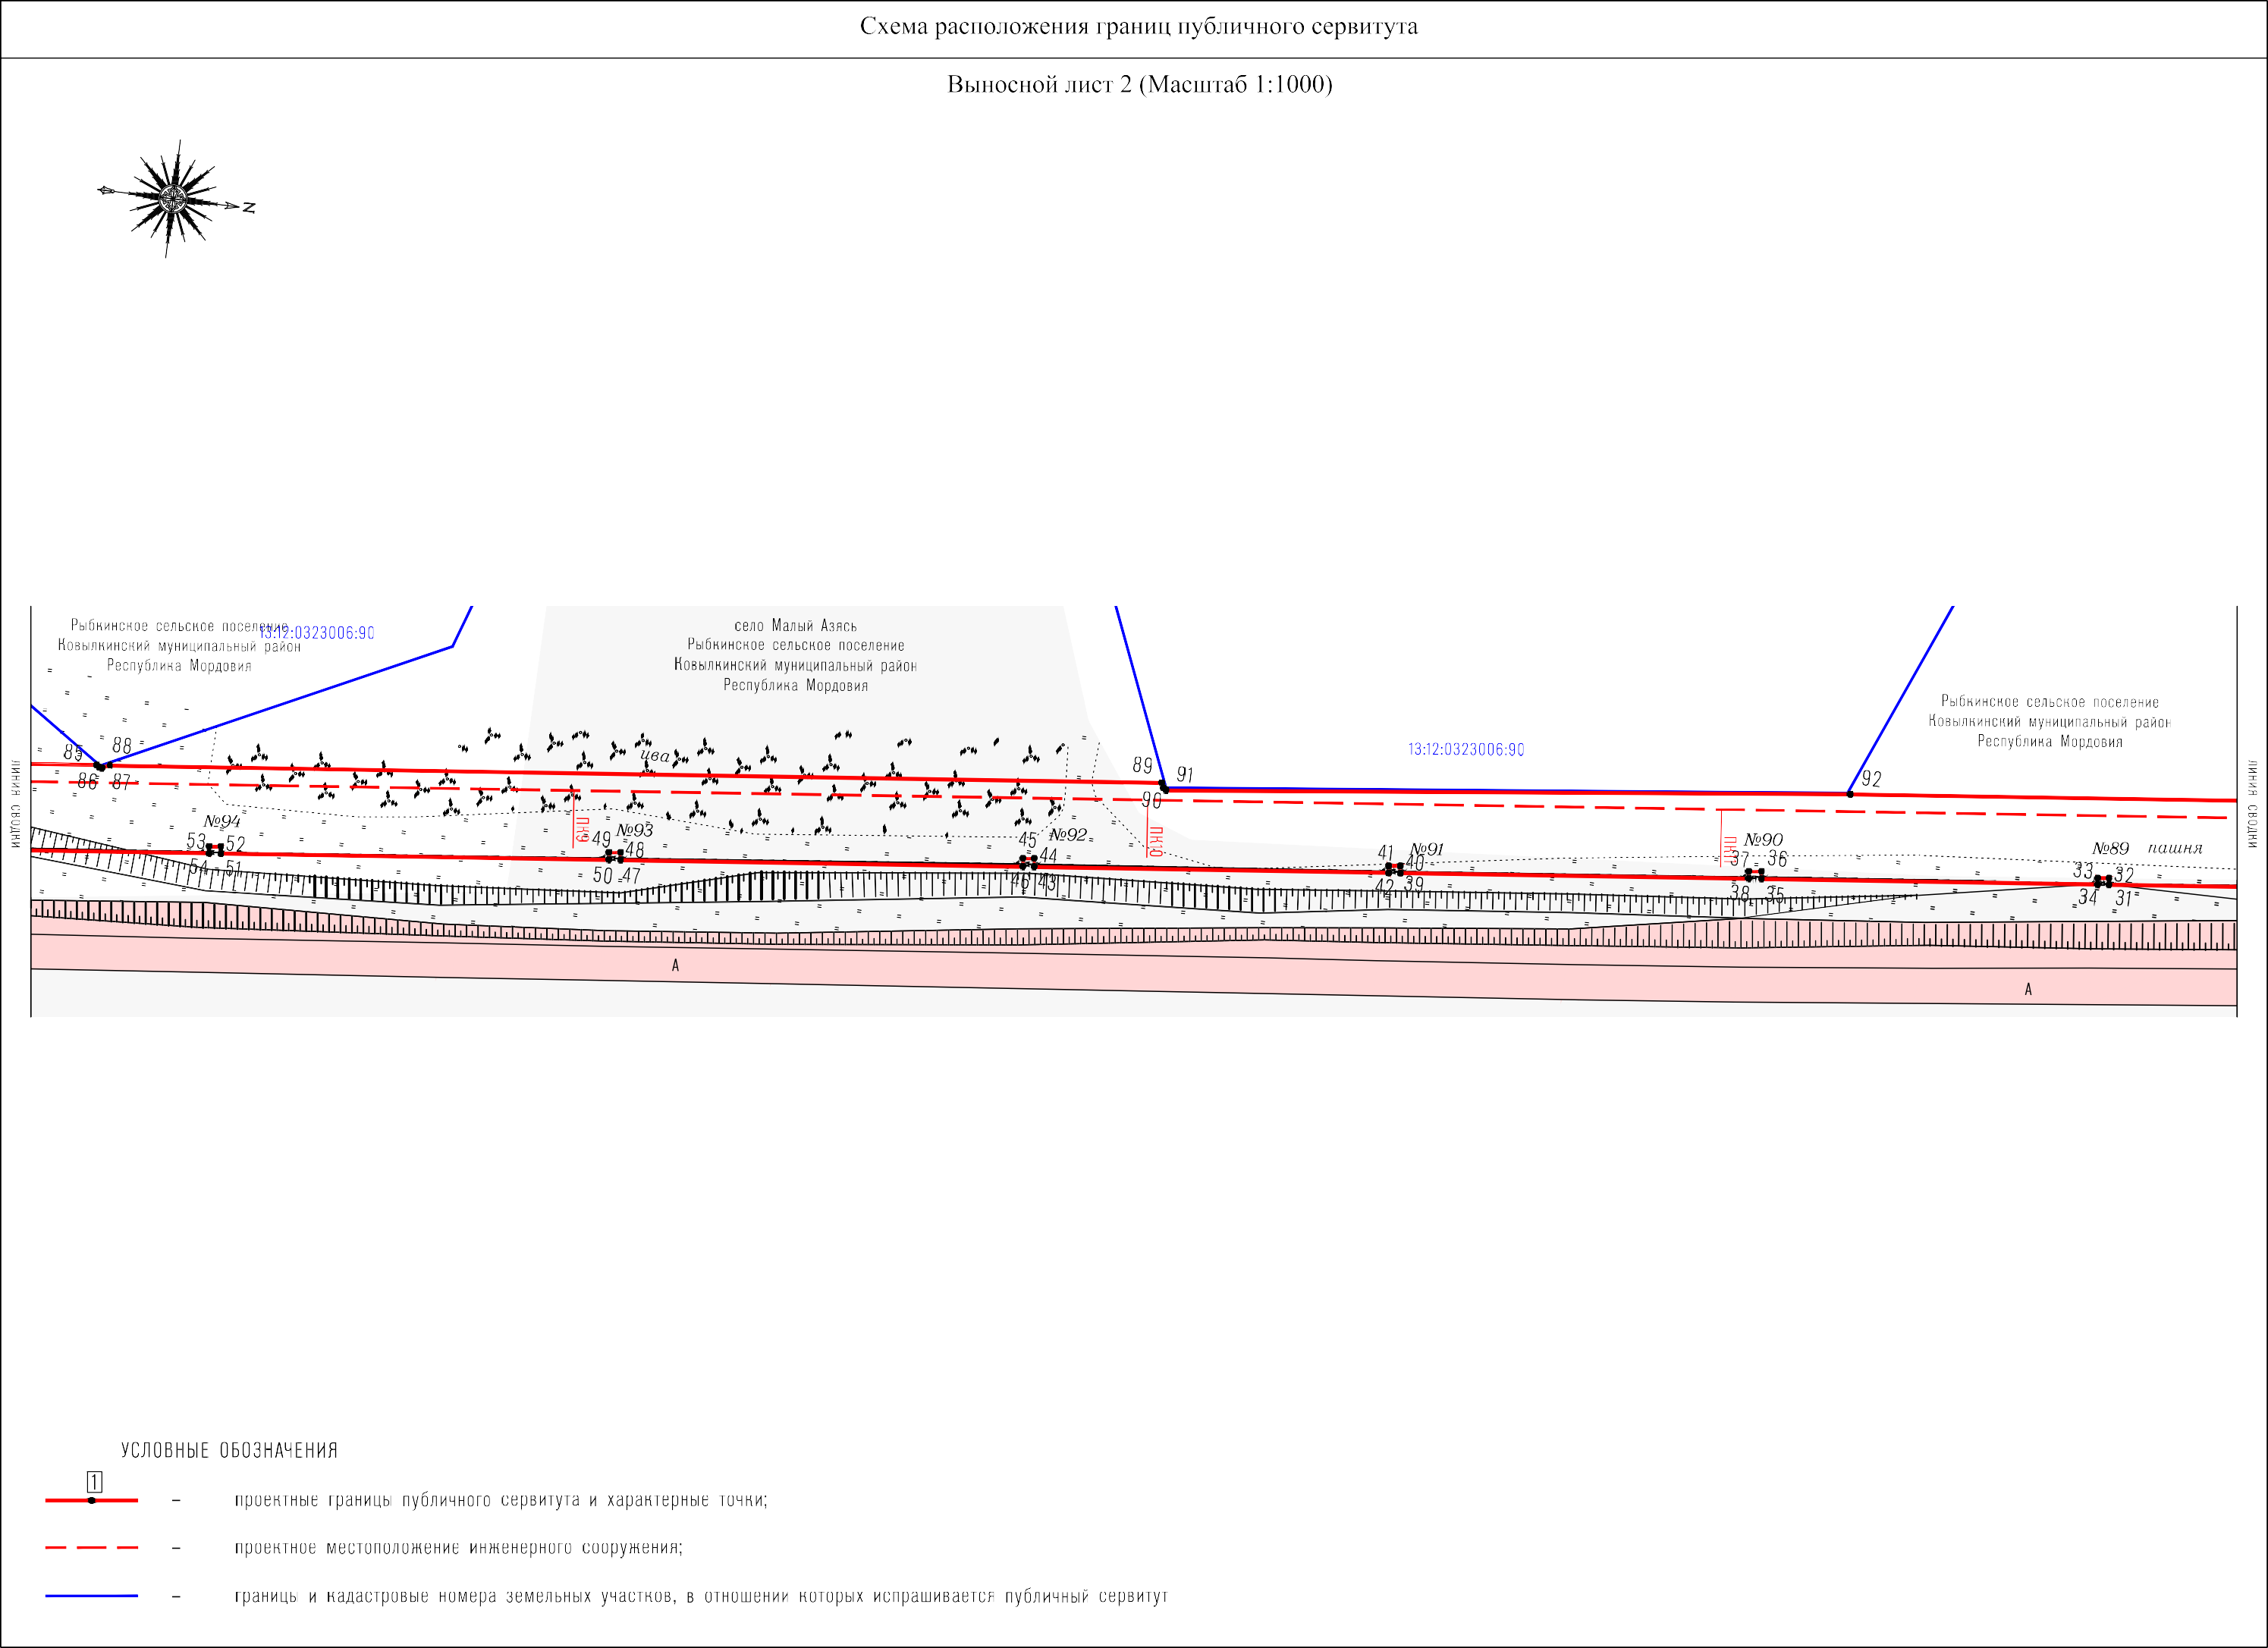 Схема расположения границ публичного сервитута
Выносной лист 2 (Масштаб 1:1000)
N
линия сводки
линия сводки
Рыбкинское сельское поселение
Ковылкинский муниципальный район
Республика Мордовия
13:12:0323006:90
село Малый Азясь
Рыбкинское сельское поселение
Ковылкинский муниципальный район
Республика Мордовия
Рыбкинское сельское поселение
Ковылкинский муниципальный район
Республика Мордовия
13:12:0323006:90
85
88
86
87
ива
89
91
90
92
№94
53
52
54
51
ПК9
№93
49
48
50
47
№92
45
44
46
43
ПК10
№91
41
40
42
39
№90
37
36
38
35
№89
пашня
33
32
34
31
А
А
УСЛОВНЫЕ ОБОЗНАЧЕНИЯ
1
– проектные границы публичного сервитута и характерные точки;
– проектное местоположение инженерного сооружения;
– границы и кадастровые номера земельных участков, в отношении которых испрашивается публичный сервитут